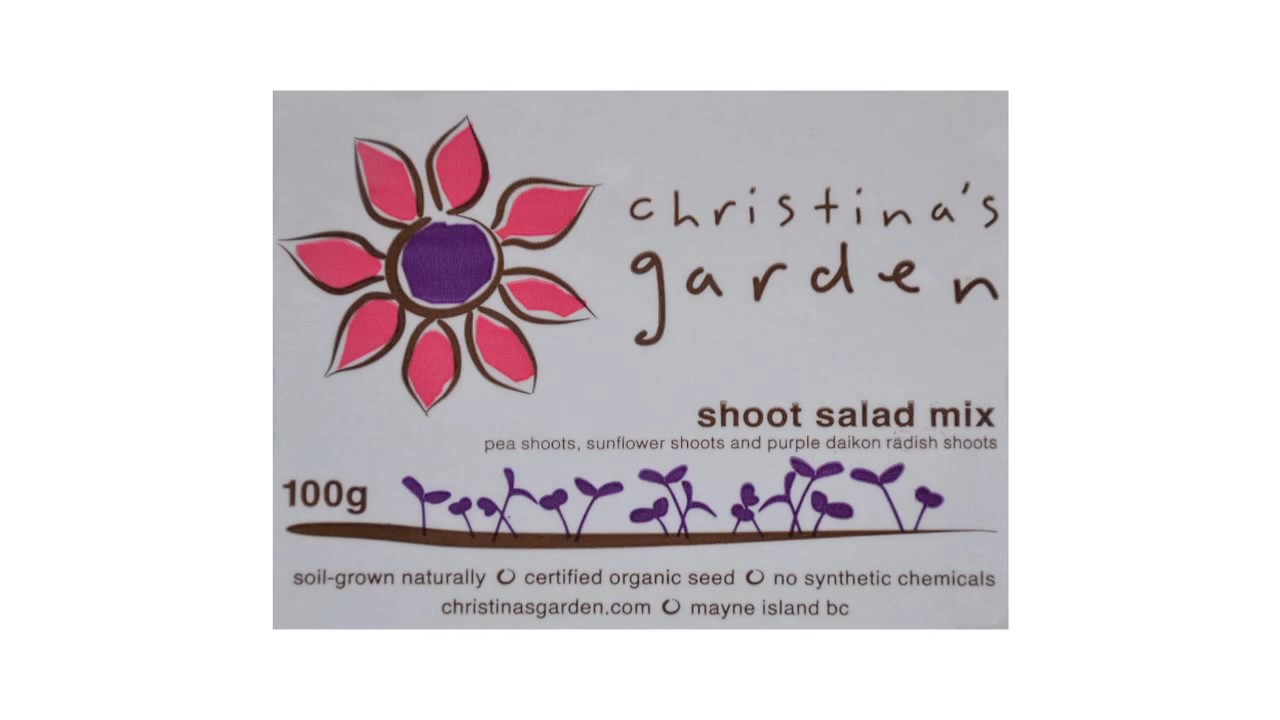 christina's
garden
shoot salad mix
pea shoots, sunflower shoots and purple daikon radish shoots
100g
soil-grown naturally O certified organic seed O no synthetic chemicals
christinasgarden.com O mayne island bc